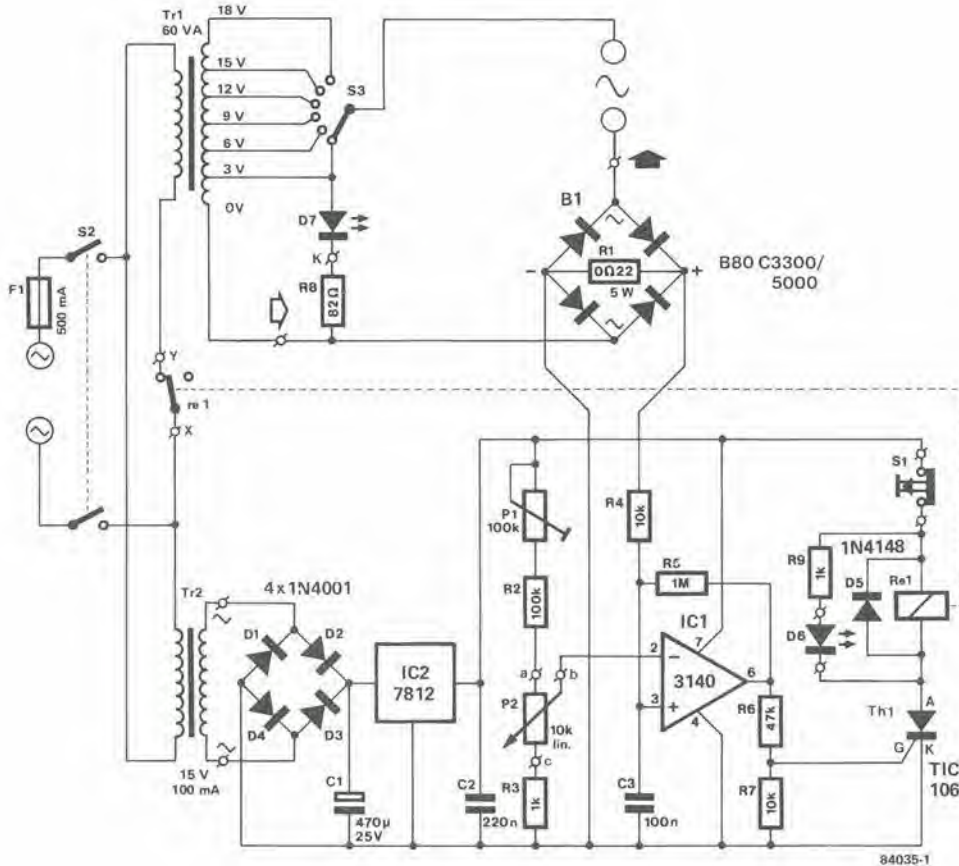 Tr1
60 VA
18 V
15 V
12 V
9 V
6 V
3 V
0V
S3
D7
K
R8
82Ω
S2
F1
500 mA
Y
re 1
X
B1
R1
0Ω22
5 W
−
+
B80 C3300/
5000
P1
100k
R2
100k
a
b
P2
10k
lin.
c
R3
1k
R4
10k
R5
1M
IC1
3140
2
−
3
+
7
4
6
R6
47k
R7
10k
C3
100n
S1
1N4148
R9
1k
D5
D6
Re1
Th1
A
G
K
TIC
106
Tr2
4x1N4001
D1
D2
D4
D3
15 V
100 mA
IC2
7812
C1
470µ
25V
C2
220n
84035-1